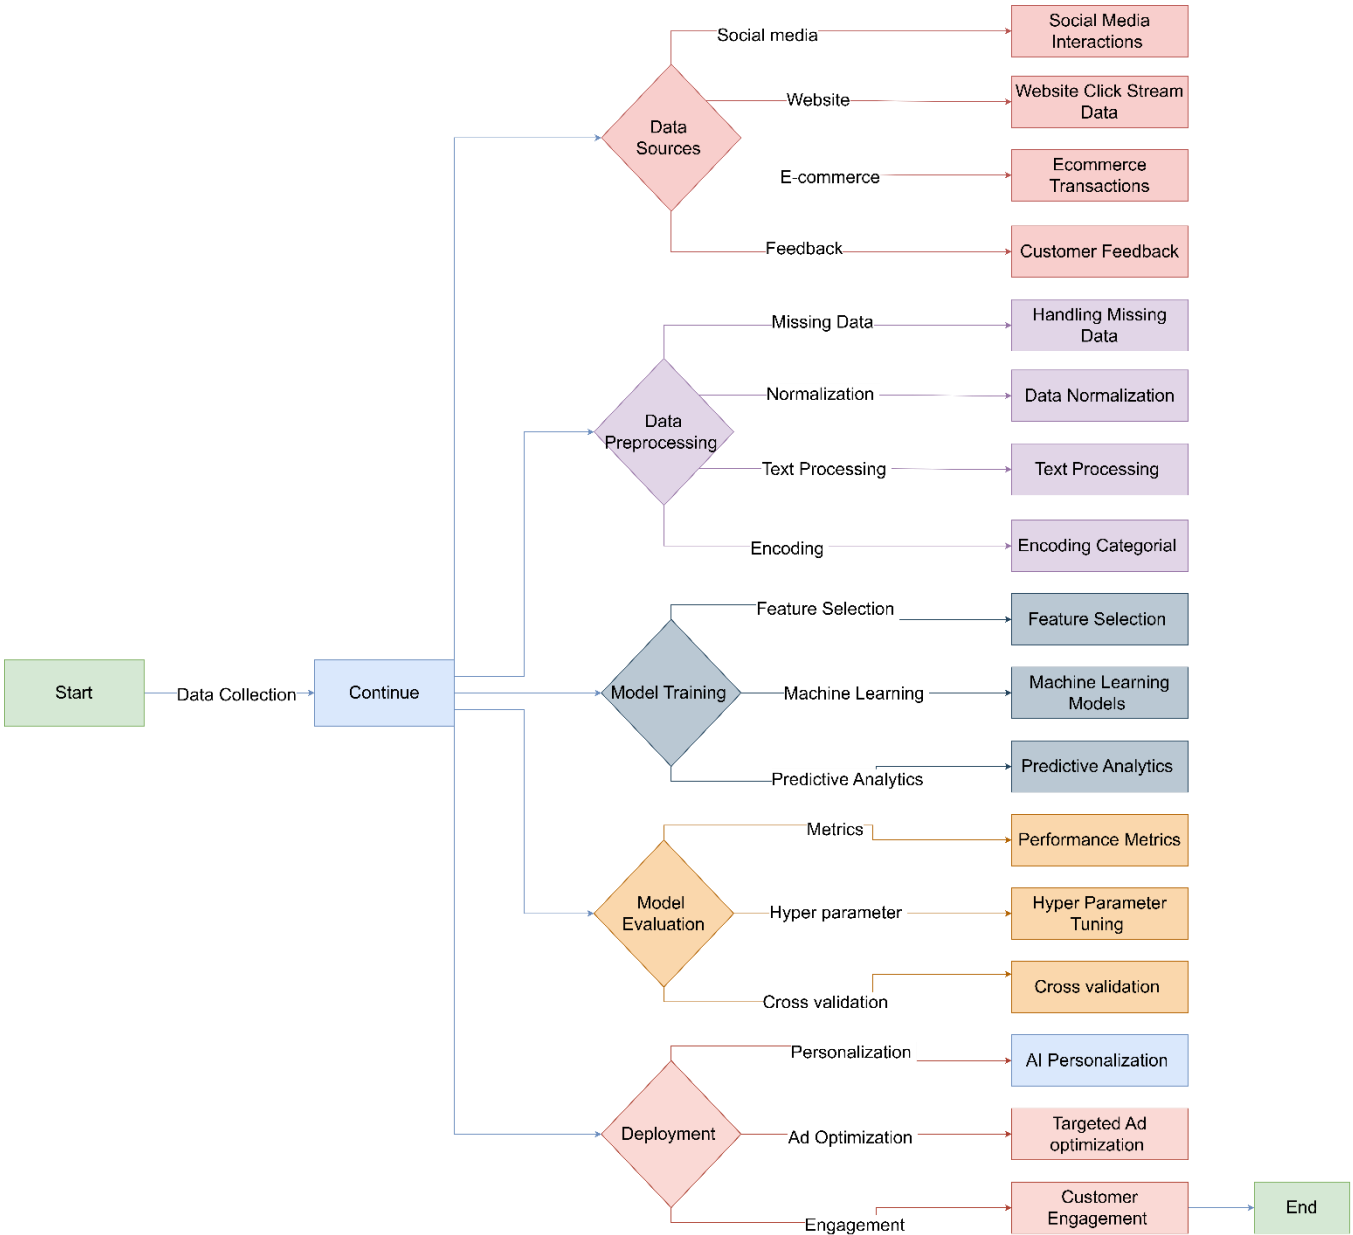 Social media
Social Media
Interactions
Website
Website Click Stream
Data
Data
Sources
E-commerce
Ecommerce
Transactions
Feedback
Customer Feedback
Missing Data
Handling Missing
Data
Normalization
Data Normalization
Data
Preprocessing
Text Processing
Text Processing
Encoding
Encoding Categorial
Feature Selection
Feature Selection
Start
Data Collection
Continue
Model Training
Machine Learning
Machine Learning
Models
Predictive Analytics
Predictive Analytics
Metrics
Performance Metrics
Model
Evaluation
Hyper parameter
Hyper Parameter
Tuning
Cross validation
Cross validation
Personalization
AI Personalization
Deployment
Ad Optimization
Targeted Ad
optimization
Engagement
Customer
Engagement
End